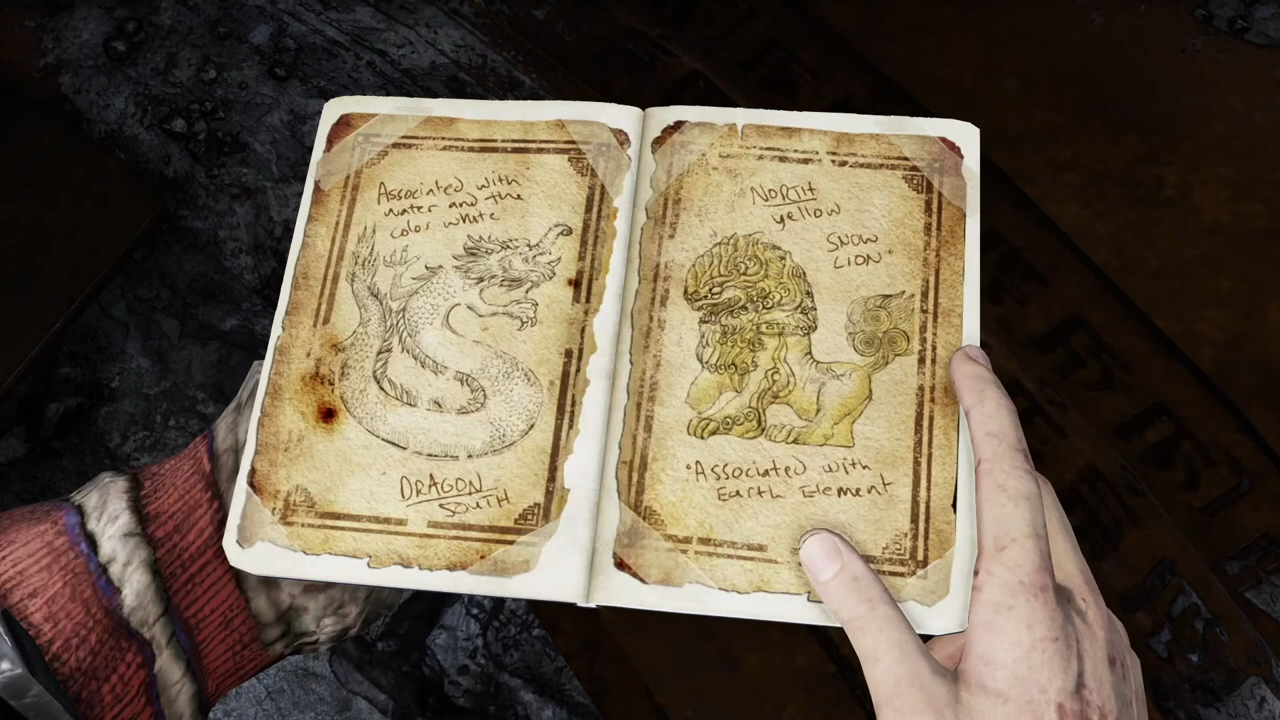 Associated with
water and the
color white
DRAGON
SOUTH
NORTH
yellow
SNOW
LION
Associated with
Earth Element